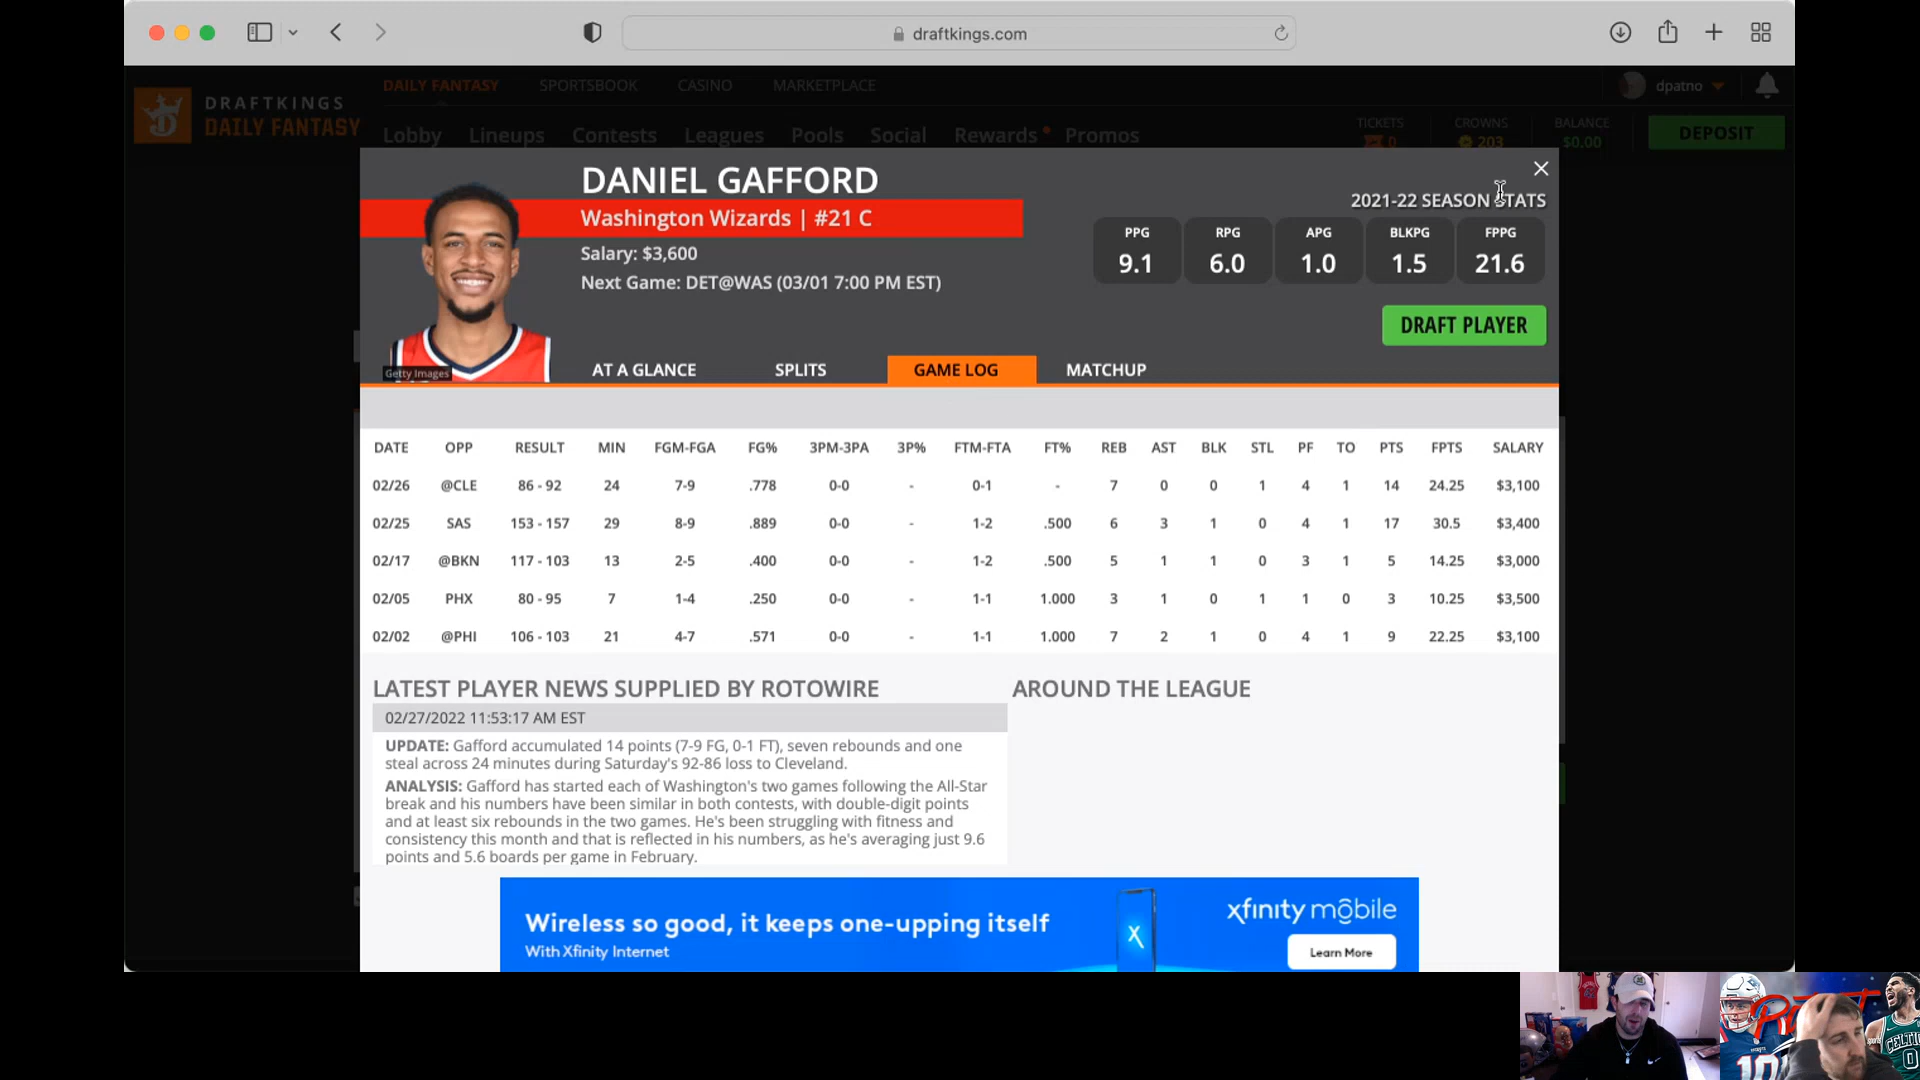 draftkings.com
DRAFTKINGS
DAILY FANTASY
DAILY FANTASY SPORTSBOOK CASINO MARKETPLACE
dpatno
Lobby Lineups Contests Leagues Pools Social Rewards Promos
TICKETS CROWNS BALANCE
0 203 $0.00
DEPOSIT
DANIEL GAFFORD
Washington Wizards | #21 C
Salary: $3,600
Next Game: DET@WAS (03/01 7:00 PM EST)
Getty Images
2021-22 SEASON STATS
PPG RPG APG BLKPG FPPG
9.1 6.0 1.0 1.5 21.6
DRAFT PLAYER
AT A GLANCE SPLITS GAME LOG MATCHUP
DATE OPP RESULT MIN FGM-FGA FG% 3PM-3PA 3P% FTM-FTA FT% REB AST BLK STL PF TO PTS FPTS SALARY
02/26 @CLE 86 - 92 24 7-9 .778 0-0 - 0-1 - 7 0 0 1 4 1 14 24.25 $3,100
02/25 SAS 153 - 157 29 8-9 .889 0-0 - 1-2 .500 6 3 1 0 4 1 17 30.5 $3,400
02/17 @BKN 117 - 103 13 2-5 .400 0-0 - 1-2 .500 5 1 1 0 3 1 5 14.25 $3,000
02/05 PHX 80 - 95 7 1-4 .250 0-0 - 1-1 1.000 3 1 0 1 1 0 3 10.25 $3,500
02/02 @PHI 106 - 103 21 4-7 .571 0-0 - 1-1 1.000 7 2 1 0 4 1 9 22.25 $3,100
LATEST PLAYER NEWS SUPPLIED BY ROTOWIRE
AROUND THE LEAGUE
02/27/2022 11:53:17 AM EST
UPDATE: Gafford accumulated 14 points (7-9 FG, 0-1 FT), seven rebounds and one
steal across 24 minutes during Saturday's 92-86 loss to Cleveland.
ANALYSIS: Gafford has started each of Washington's two games following the All-Star
break and his numbers have been similar in both contests, with double-digit points
and at least six rebounds in the two games. He's been struggling with fitness and
consistency this month and that is reflected in his numbers, as he's averaging just 9.6
points and 5.6 boards per game in February.
Wireless so good, it keeps one-upping itself
With Xfinity Internet
X
xfinity mobile
Learn More
CELTIC
0
10